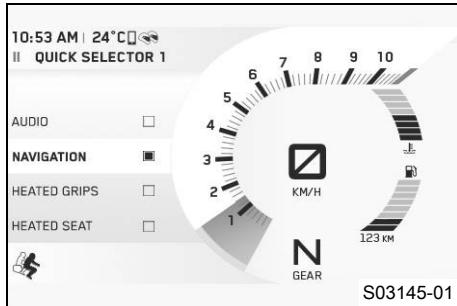 10:53 AM | 24°C
QUICK SELECTOR 1
AUDIO
NAVIGATION
HEATED GRIPS
HEATED SEAT
1
2
3
4
5
6
7
8
9
10
0
KM/H
N
GEAR
123 KM
S03145-01